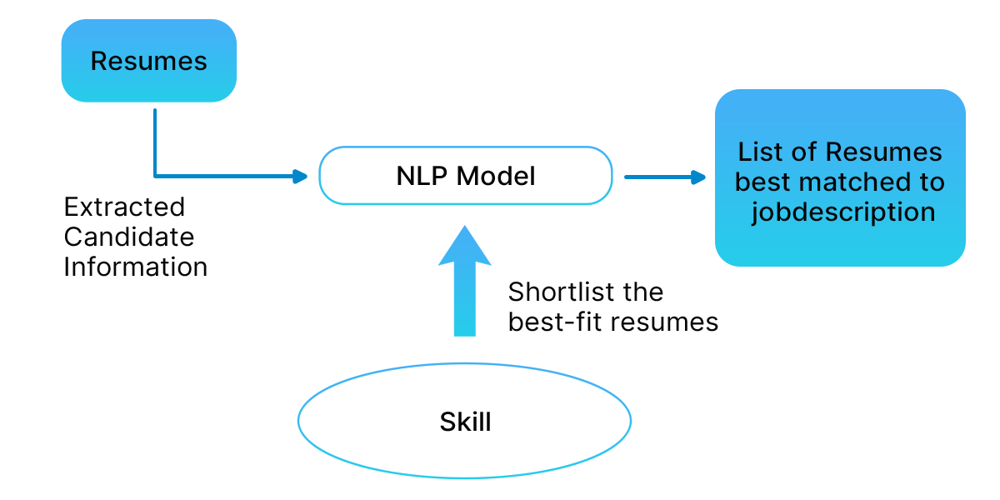 Resumes
Extracted
Candidate
Information
NLP Model
List of Resumes
best matched to
jobdescription
Shortlist the
best-fit resumes
Skill